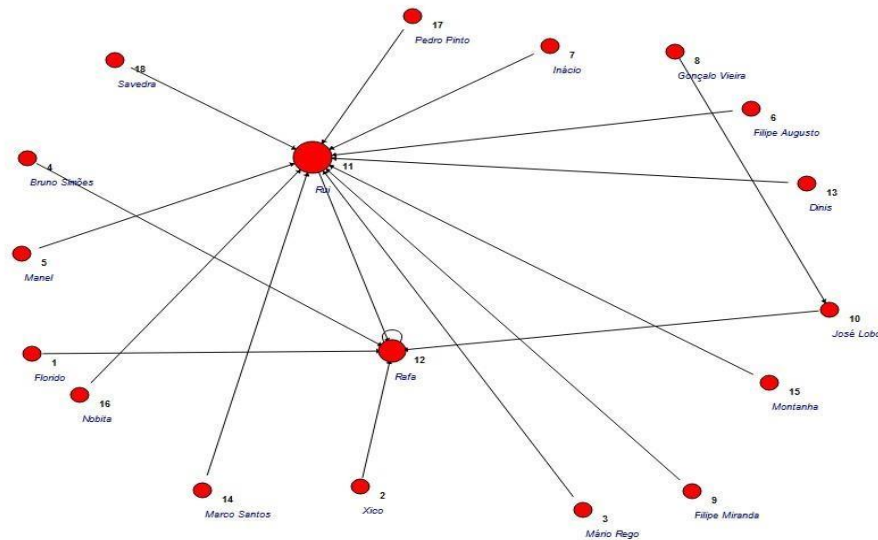 17
Pedro Pinto
7
Inácio
8
Gonçalo Vieira
18
Savedra
6
Filipe Augusto
4
Bruno Simões
11
Rui
13
Dinis
5
Manel
10
José Lobo
12
Rafa
1
Florido
16
Nobita
15
Montanha
14
Marco Santos
2
Xico
3
Mário Rego
9
Filipe Miranda